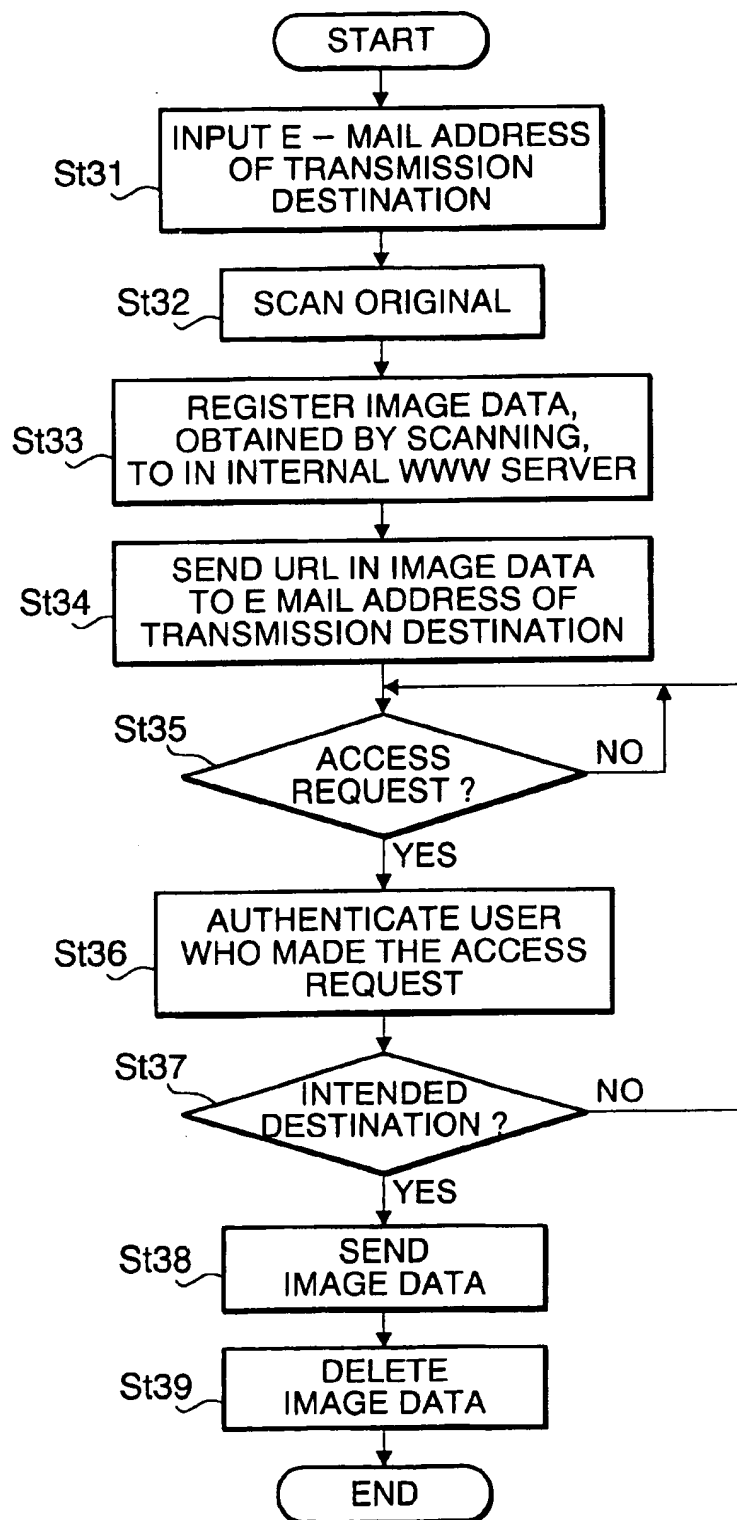 START
St31
INPUT E – MAIL ADDRESS
OF TRANSMISSION
DESTINATION
St32
SCAN ORIGINAL
St33
REGISTER IMAGE DATA,
OBTAINED BY SCANNING,
TO IN INTERNAL WWW SERVER
St34
SEND URL IN IMAGE DATA
TO E MAIL ADDRESS OF
TRANSMISSION DESTINATION
St35
ACCESS
REQUEST ?
NO
YES
St36
AUTHENTICATE USER
WHO MADE THE ACCESS
REQUEST
St37
INTENDED
DESTINATION ?
NO
YES
St38
SEND
IMAGE DATA
St39
DELETE
IMAGE DATA
END